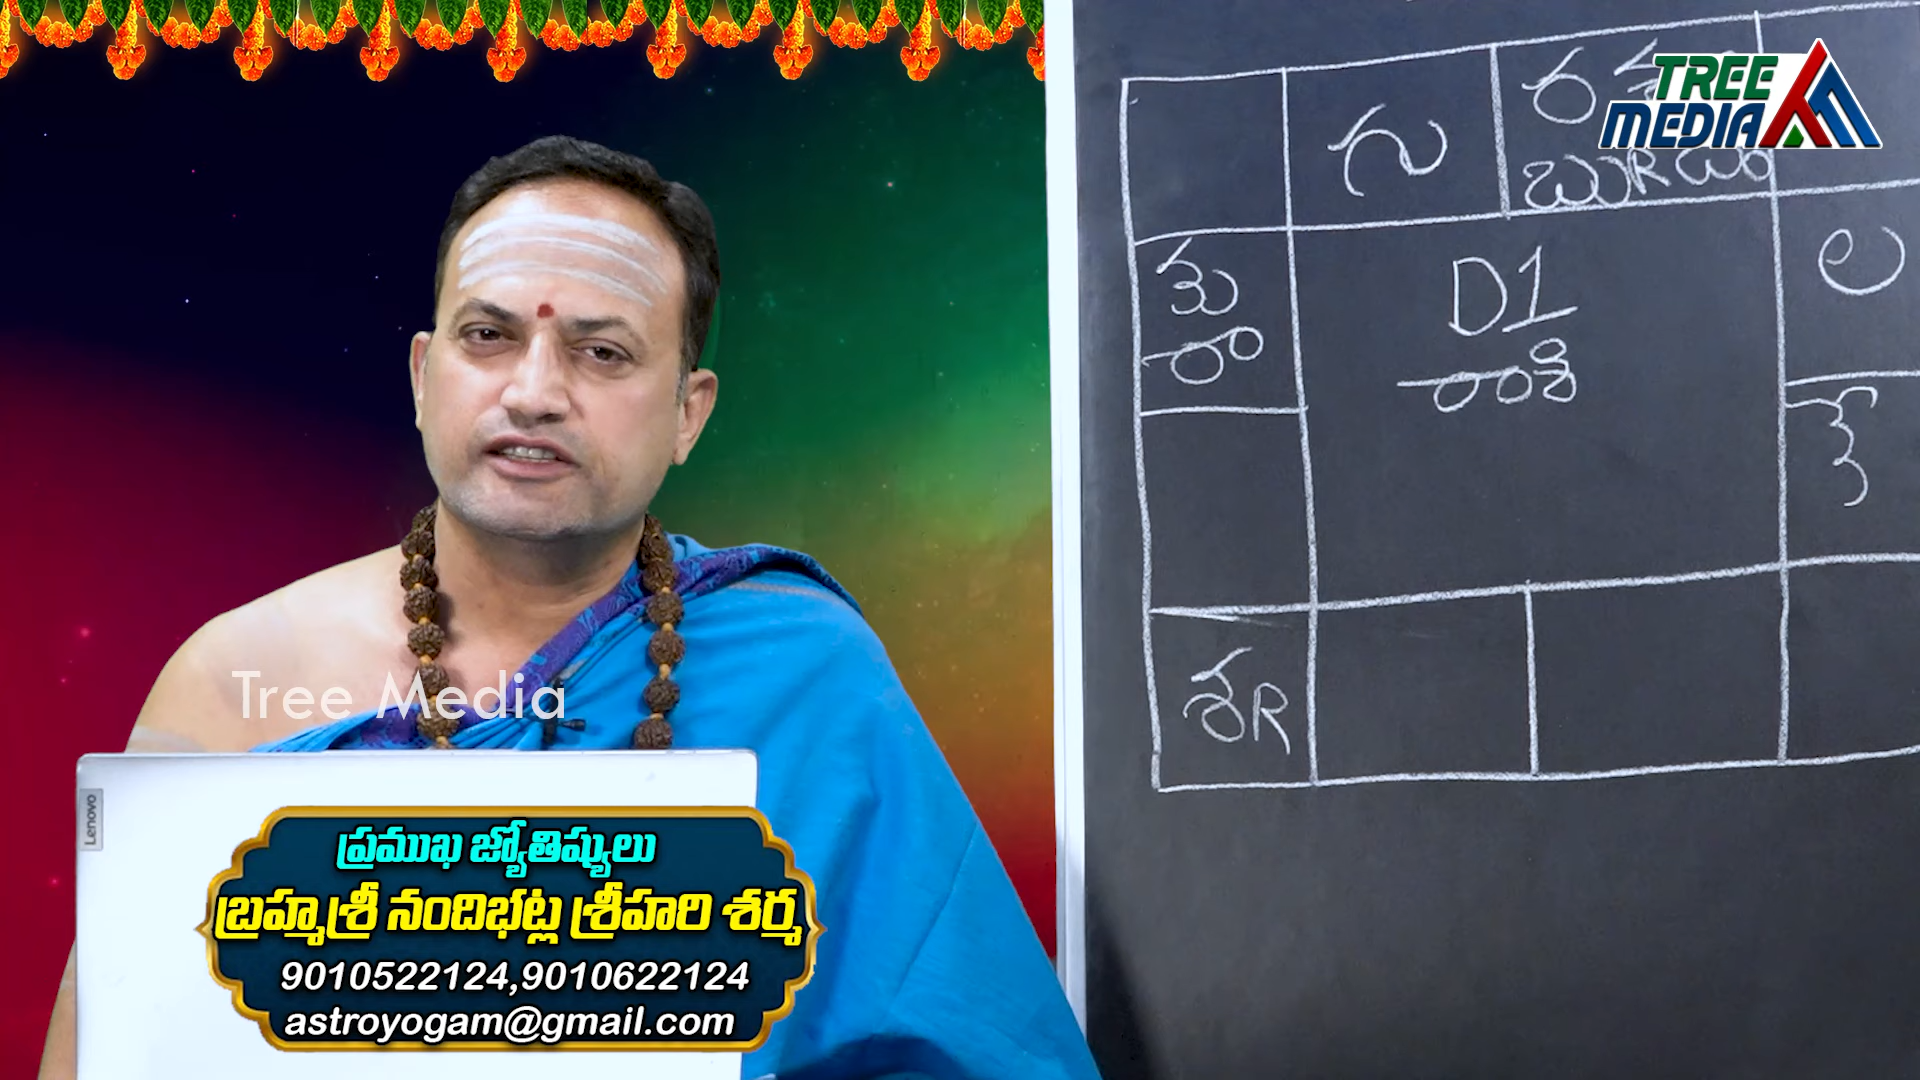 TREE
MEDIA
గు
ర శు
బుR యం
ల
కు
రా
D1
రాశి
కే
శR
Tree Media
Lenovo
ప్రముఖ జ్యోతిష్యులు
బ్రహ్మశ్రీ నందిభట్ల శ్రీహరి శర్మ
9010522124,9010622124
astroyogam@gmail.com